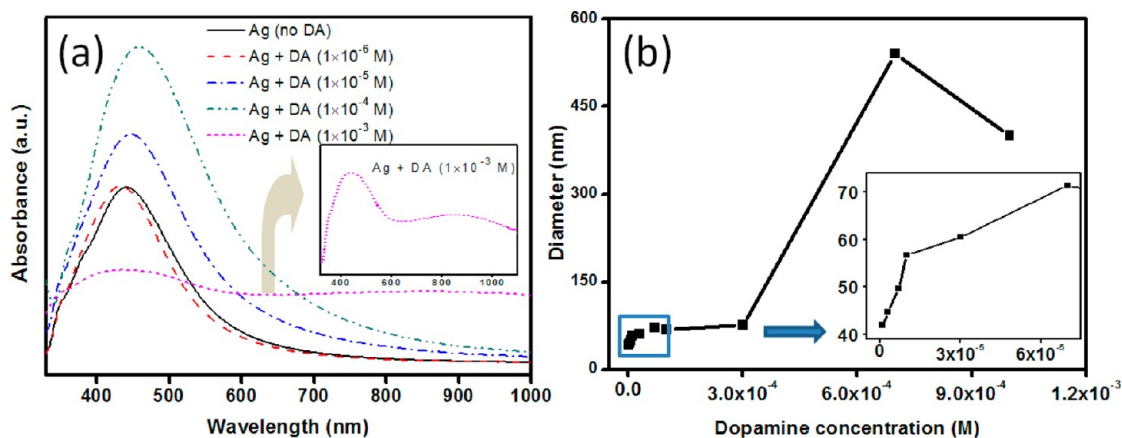 (a)
Ag (no DA)
Ag + DA (1×10⁻⁶ M)
Ag + DA (1×10⁻⁵ M)
Ag + DA (1×10⁻⁴ M)
Ag + DA (1×10⁻³ M)
Absorbance (a.u.)
Ag + DA (1×10⁻³ M)
400 600 800 1000
400 500 600 700 800 900 1000
Wavelength (nm)
(b)
600
450
300
150
0
Diameter (nm)
70
60
50
40
0 3x10⁻⁵ 6x10⁻⁵
0.0 3.0x10⁻⁴ 6.0x10⁻⁴ 9.0x10⁻⁴ 1.2x10⁻³
Dopamine concentration (M)